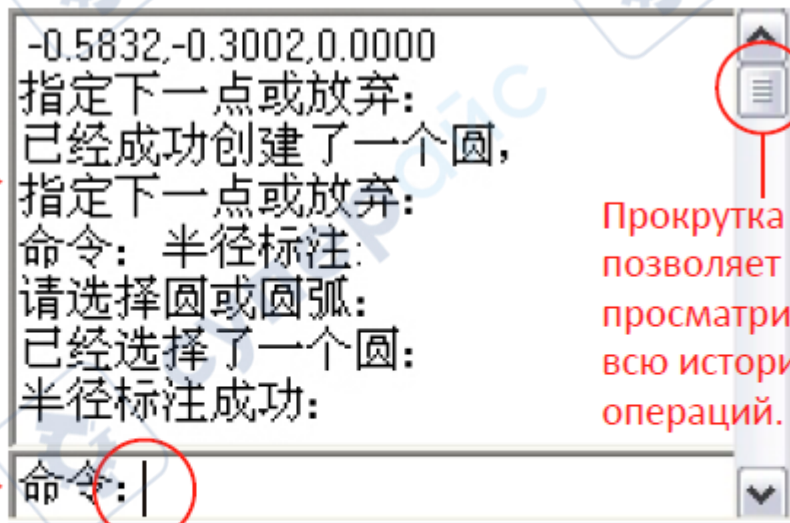 -0.5832,-0.3002,0.0000
指定下一点或放弃：
已经成功创建了一个圆，
指定下一点或放弃：
命令：半径标注:
请选择圆或圆弧：
已经选择了一个圆：
半径标注成功：
命令：
Прокрутка
позволяет
просматри
всю истори
операций.
суперайс